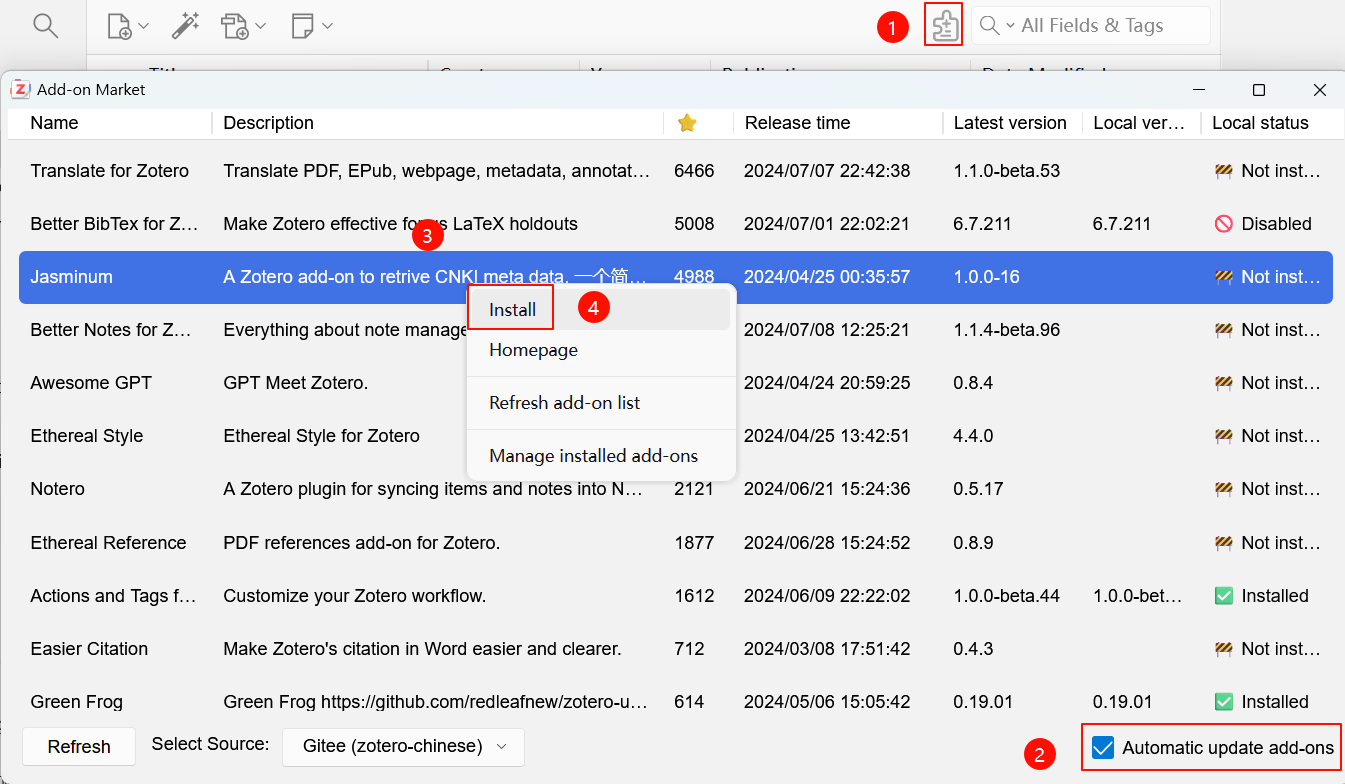 1
All Fields & Tags
Add-on Market
Name Description Release time Latest version Local ver… Local status
Translate for Zotero Translate PDF, EPub, webpage, metadata, annotat… 6466 2024/07/07 22:42:38 1.1.0-beta.53 Not inst…
Better BibTex for Z… Make Zotero effective for us LaTeX holdouts 5008 2024/07/01 22:02:21 6.7.211 6.7.211 Disabled
3
Jasminum A Zotero add-on to retrive CNKI meta data. 一个简… 4988 2024/04/25 00:35:57 1.0.0-16 Not inst…
Install 4
Better Notes for Z… Everything about note manage 2024/07/08 12:25:21 1.1.4-beta.96 Not inst…
Homepage
Awesome GPT GPT Meet Zotero. 2024/04/24 20:59:25 0.8.4 Not inst…
Refresh add-on list
Ethereal Style Ethereal Style for Zotero 2024/04/25 13:42:51 4.4.0 Not inst…
Manage installed add-ons
Notero A Zotero plugin for syncing items and notes into N… 2121 2024/06/21 15:24:36 0.5.17 Not inst…
Ethereal Reference PDF references add-on for Zotero. 1877 2024/06/28 15:24:52 0.8.9 Not inst…
Actions and Tags f… Customize your Zotero workflow. 1612 2024/06/09 22:22:02 1.0.0-beta.44 1.0.0-bet… Installed
Easier Citation Make Zotero's citation in Word easier and clearer. 712 2024/03/08 17:51:42 0.4.3 Not inst…
Green Frog Green Frog https://github.com/redleafnew/zotero-u… 614 2024/05/06 15:05:42 0.19.01 0.19.01 Installed
Refresh Select Source: Gitee (zotero-chinese) 2 Automatic update add-ons